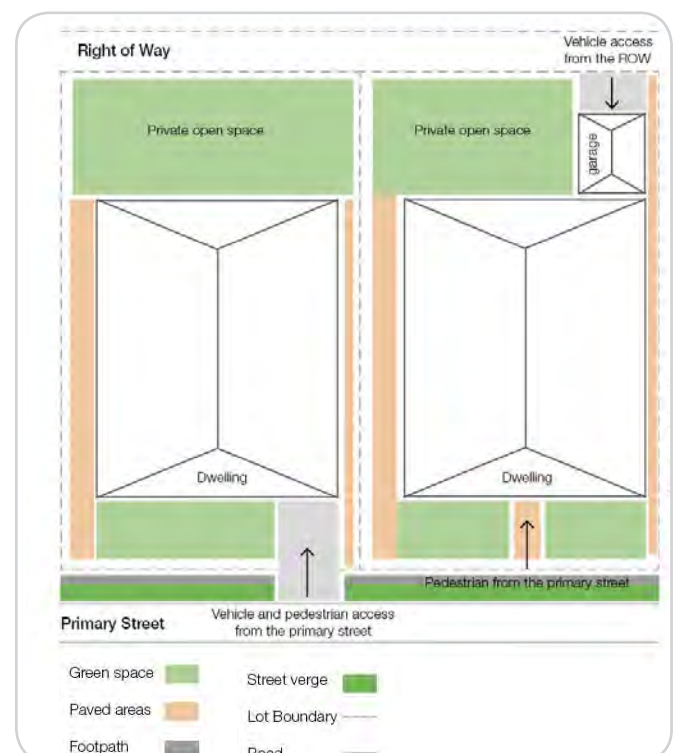 Right of Way
Vehicle access
from the ROW
Private open space
Private open space
garage
Dwelling
Dwelling
Pedestrian from the primary street
Primary Street
Vehicle and pedestrian access
from the primary street
Green space
Street verge
Paved areas
Lot Boundary
Footpath
Road